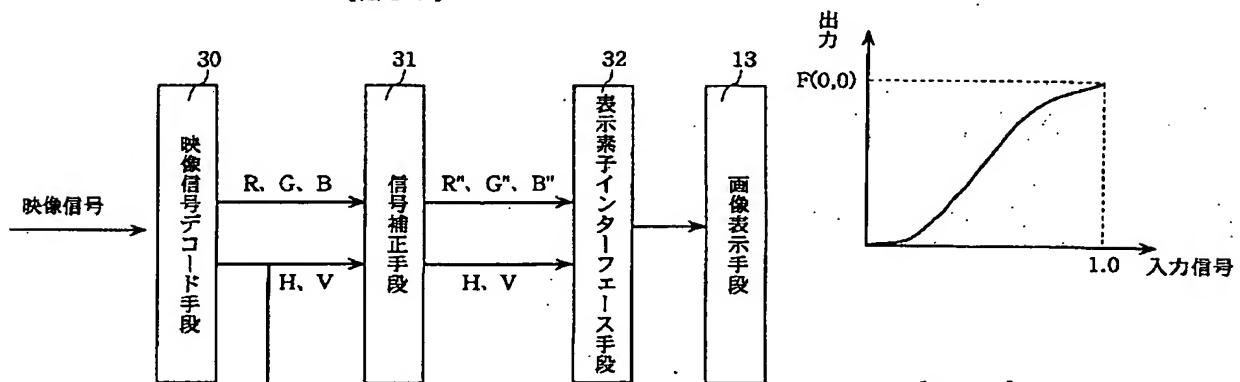 30
31
32
13
映像信号
映像信号デコード手段
R、G、B
H、V
信号補正手段
R"、G"、B"
H、V
表示素子インターフェース手段
画像表示手段
出力
F(0,0)
1.0
入力信号